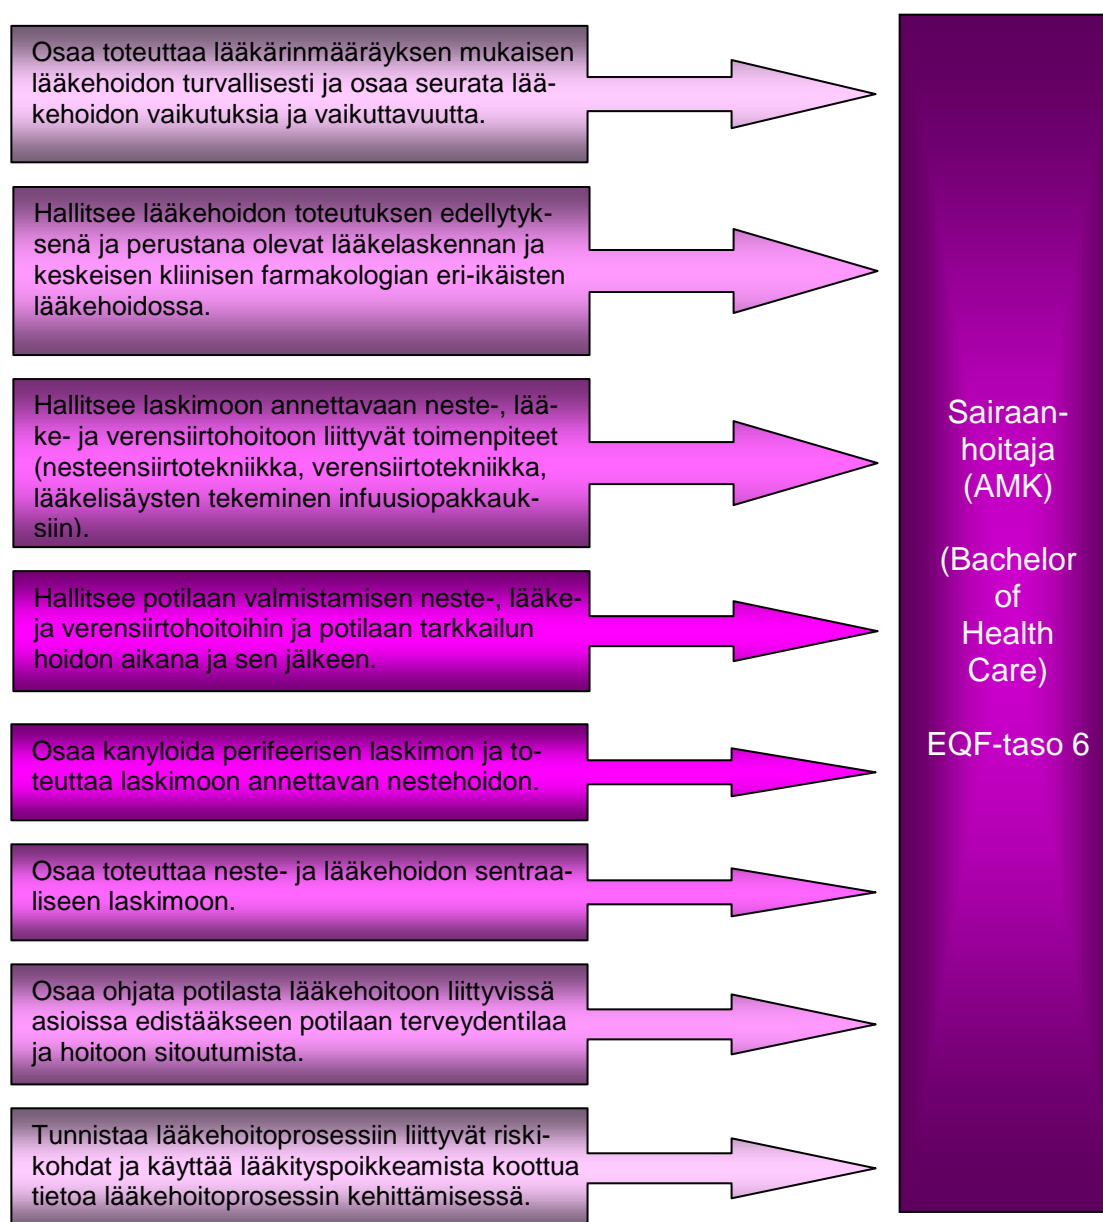 Osaa toteuttaa lääkärinmääräyksen mukaisen
lääkehoidon turvallisesti ja osaa seurata lää-
kehoidon vaikutuksia ja vaikuttavuutta.
Hallitsee lääkehoidon toteutuksen edellytyk-
senä ja perustana olevat lääkelaskennan ja
keskeisen kliinisen farmakologian eri-ikäisten
lääkehoidossa.
Hallitsee laskimoon annettavaan neste-, lää-
ke- ja verensiirtohoitoon liittyvät toimenpiteet
(nesteensiirtotekniikka, verensiirtotekniikka,
lääkelisäysten tekeminen infuusiopakkauk-
siin).
Hallitsee potilaan valmistamisen neste-, lääke-
ja verensiirtohoitoihin ja potilaan tarkkailun
hoidon aikana ja sen jälkeen.
Osaa kanyloida perifeerisen laskimon ja to-
teuttaa laskimoon annettavan nestehoidon.
Osaa toteuttaa neste- ja lääkehoidon sentraa-
liseen laskimoon.
Osaa ohjata potilasta lääkehoitoon liittyvissä
asioissa edistääkseen potilaan terveydentilaa
ja hoitoon sitoutumista.
Tunnistaa lääkehoitoprosessiin liittyvät riski-
kohdat ja käyttää lääkityspoikkeamista koottua
tietoa lääkehoitoprosessin kehittämisessä.
Sairaan-
hoitaja
(AMK)
(Bachelor
of
Health
Care)
EQF-taso 6